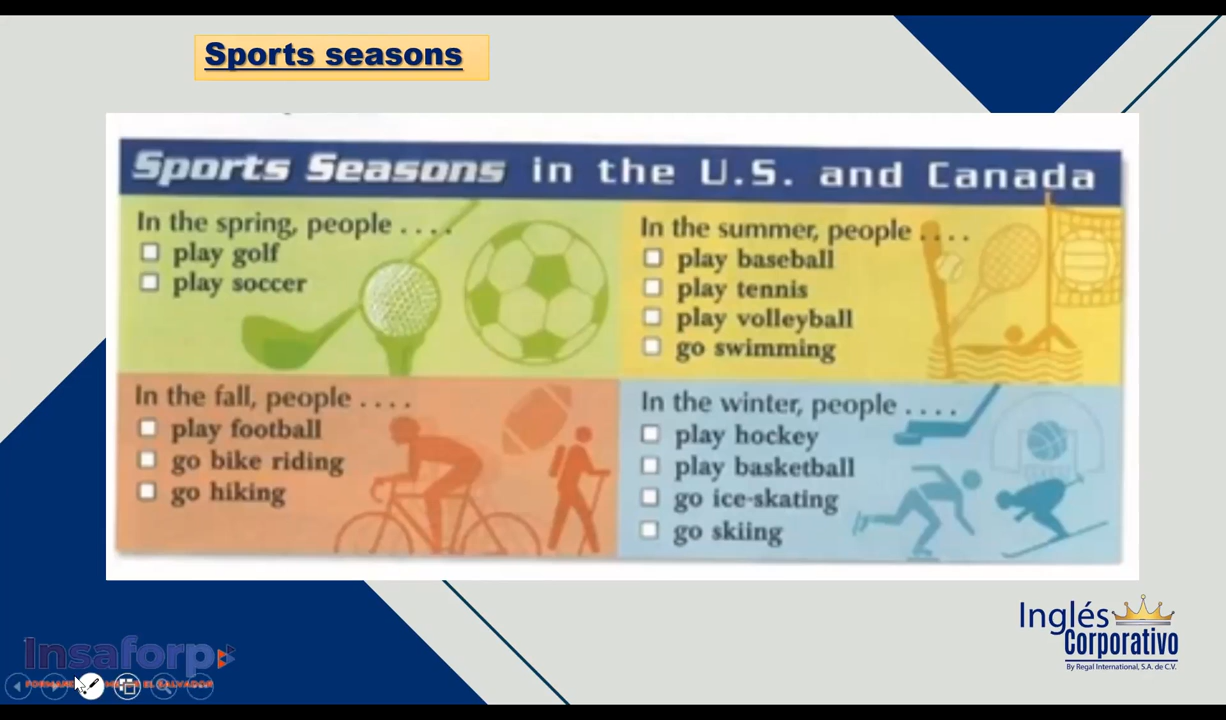 Sports seasons
Sports Seasons in the U.S. and Canada
In the spring, people ....
play golf
play soccer
In the summer, people ....
play baseball
play tennis
play volleyball
go swimming
In the fall, people ....
play football
go bike riding
go hiking
In the winter, people ....
play hockey
play basketball
go ice-skating
go skiing
Insaforp
EL SALVADOR
Inglés
Corporativo
By Regal International, S.A. de C.V.